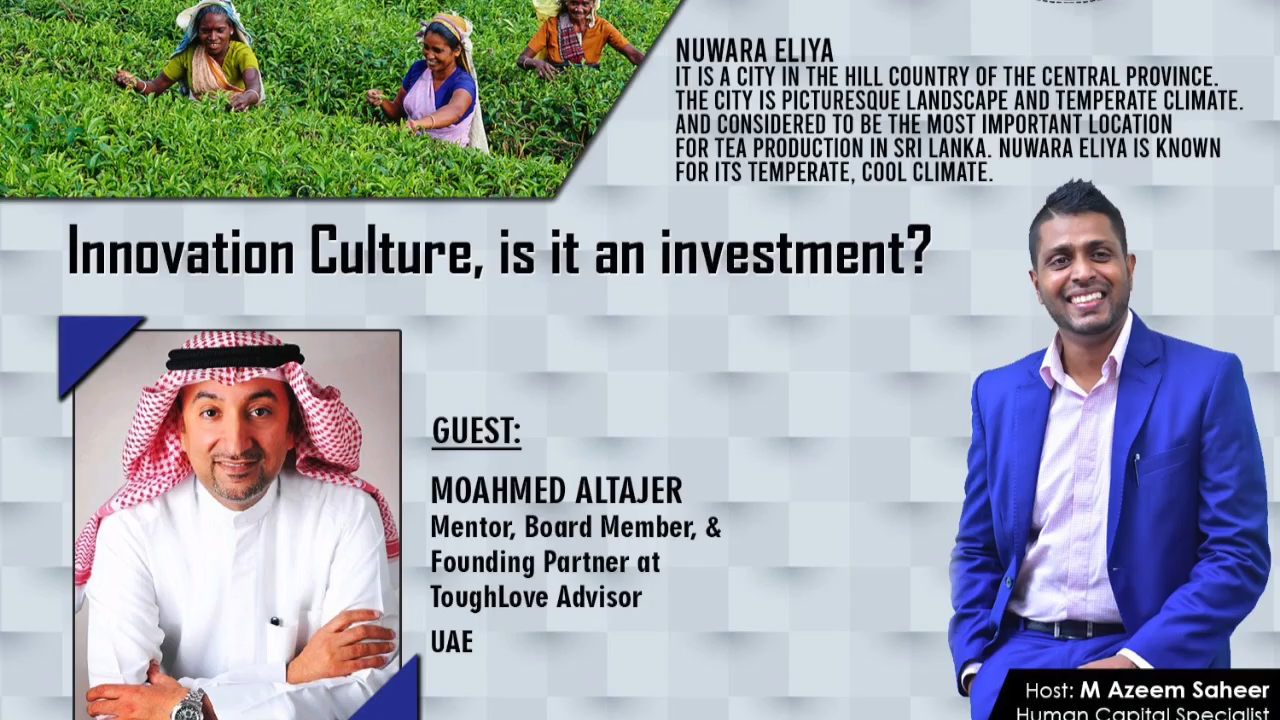 NUWARA ELIYA
IT IS A CITY IN THE HILL COUNTRY OF THE CENTRAL PROVINCE.
THE CITY IS PICTURESQUE LANDSCAPE AND TEMPERATE CLIMATE.
AND CONSIDERED TO BE THE MOST IMPORTANT LOCATION
FOR TEA PRODUCTION IN SRI LANKA. NUWARA ELIYA IS KNOWN
FOR ITS TEMPERATE, COOL CLIMATE.
Innovation Culture, is it an investment?
GUEST:
MOAHMED ALTAJER
Mentor, Board Member, &
Founding Partner at
ToughLove Advisor
UAE
Host: M Azeem Saheer
Human Capital Specialist